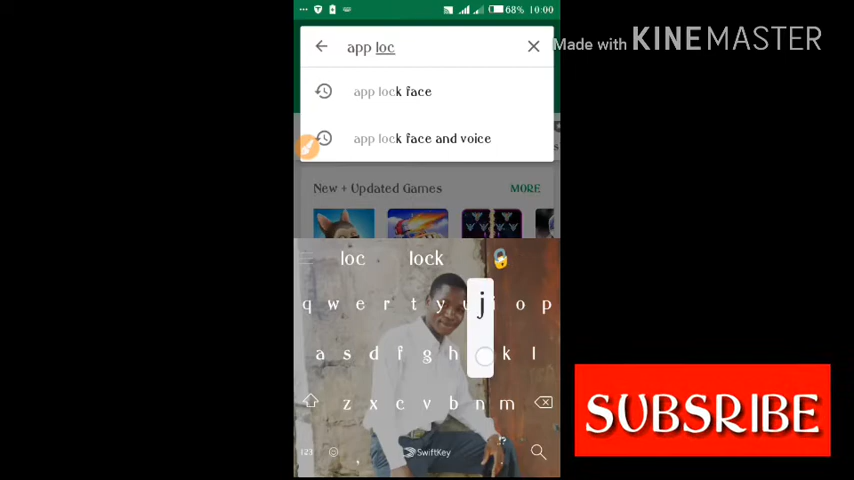 68% 10:00
app loc
Made with KINEMASTER
app lock face
app lock face and voice
New + Updated Games MORE
loc lock
q w e r t y u i o p
j
a s d f g h k l
z x c v b n m
!?
123 , SwiftKey .
SUBSRIBE